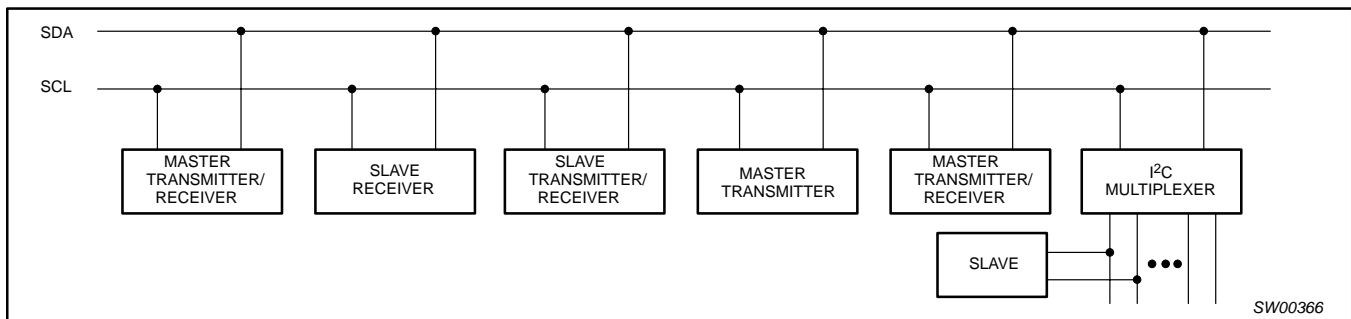 SDA
SCL
MASTER
TRANSMITTER/
RECEIVER
SLAVE
RECEIVER
SLAVE
TRANSMITTER/
RECEIVER
MASTER
TRANSMITTER
MASTER
TRANSMITTER/
RECEIVER
I²C
MULTIPLEXER
SLAVE
SW00366